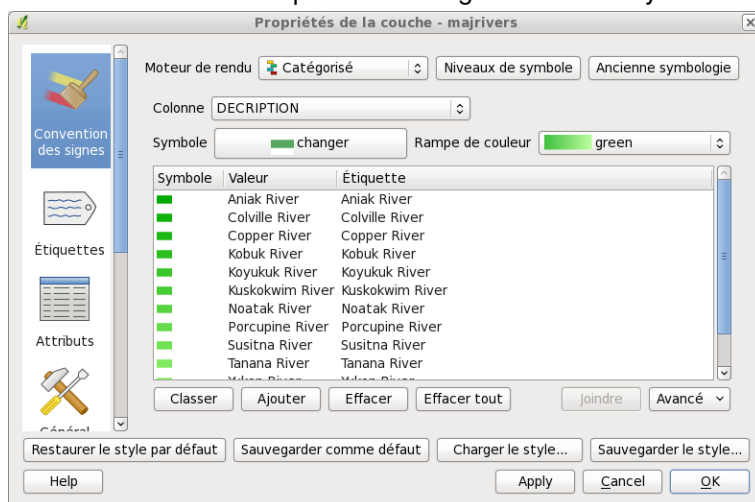 Propriétés de la couche - majrivers
Moteur de rendu Catégorisé Niveaux de symbole Ancienne symbologie
Colonne DECRIPTION
Convention
des signes
Symbole changer Rampe de couleur green
Symbole Valeur Étiquette
Aniak River Aniak River
Colville River Colville River
Copper River Copper River
Étiquettes
Kobuk River Kobuk River
Koyukuk River Koyukuk River
Kuskokwim River Kuskokwim River
Noatak River Noatak River
Porcupine River Porcupine River
Attributs
Susitna River Susitna River
Tanana River Tanana River
Classer Ajouter Effacer Effacer tout Joindre Avancé
Restaurer le style par défaut Sauvegarder comme défaut Charger le style... Sauvegarder le style...
Help Apply Cancel OK